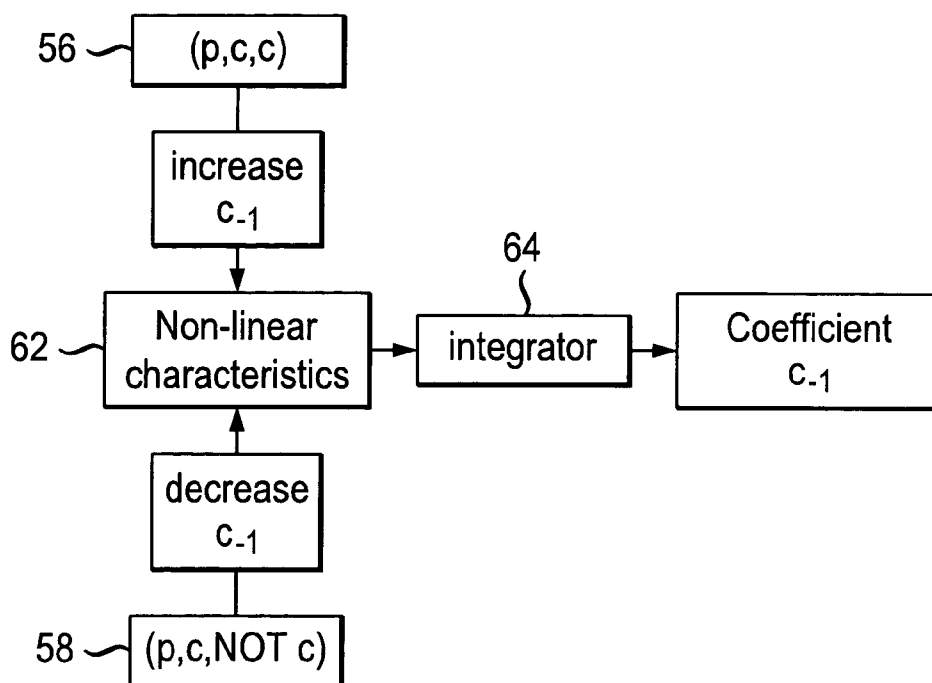 56
(p,c,c)
increase
c-1
64
62
Non-linear
characteristics
integrator
Coefficient
c-1
decrease
c-1
58
(p,c,NOT c)